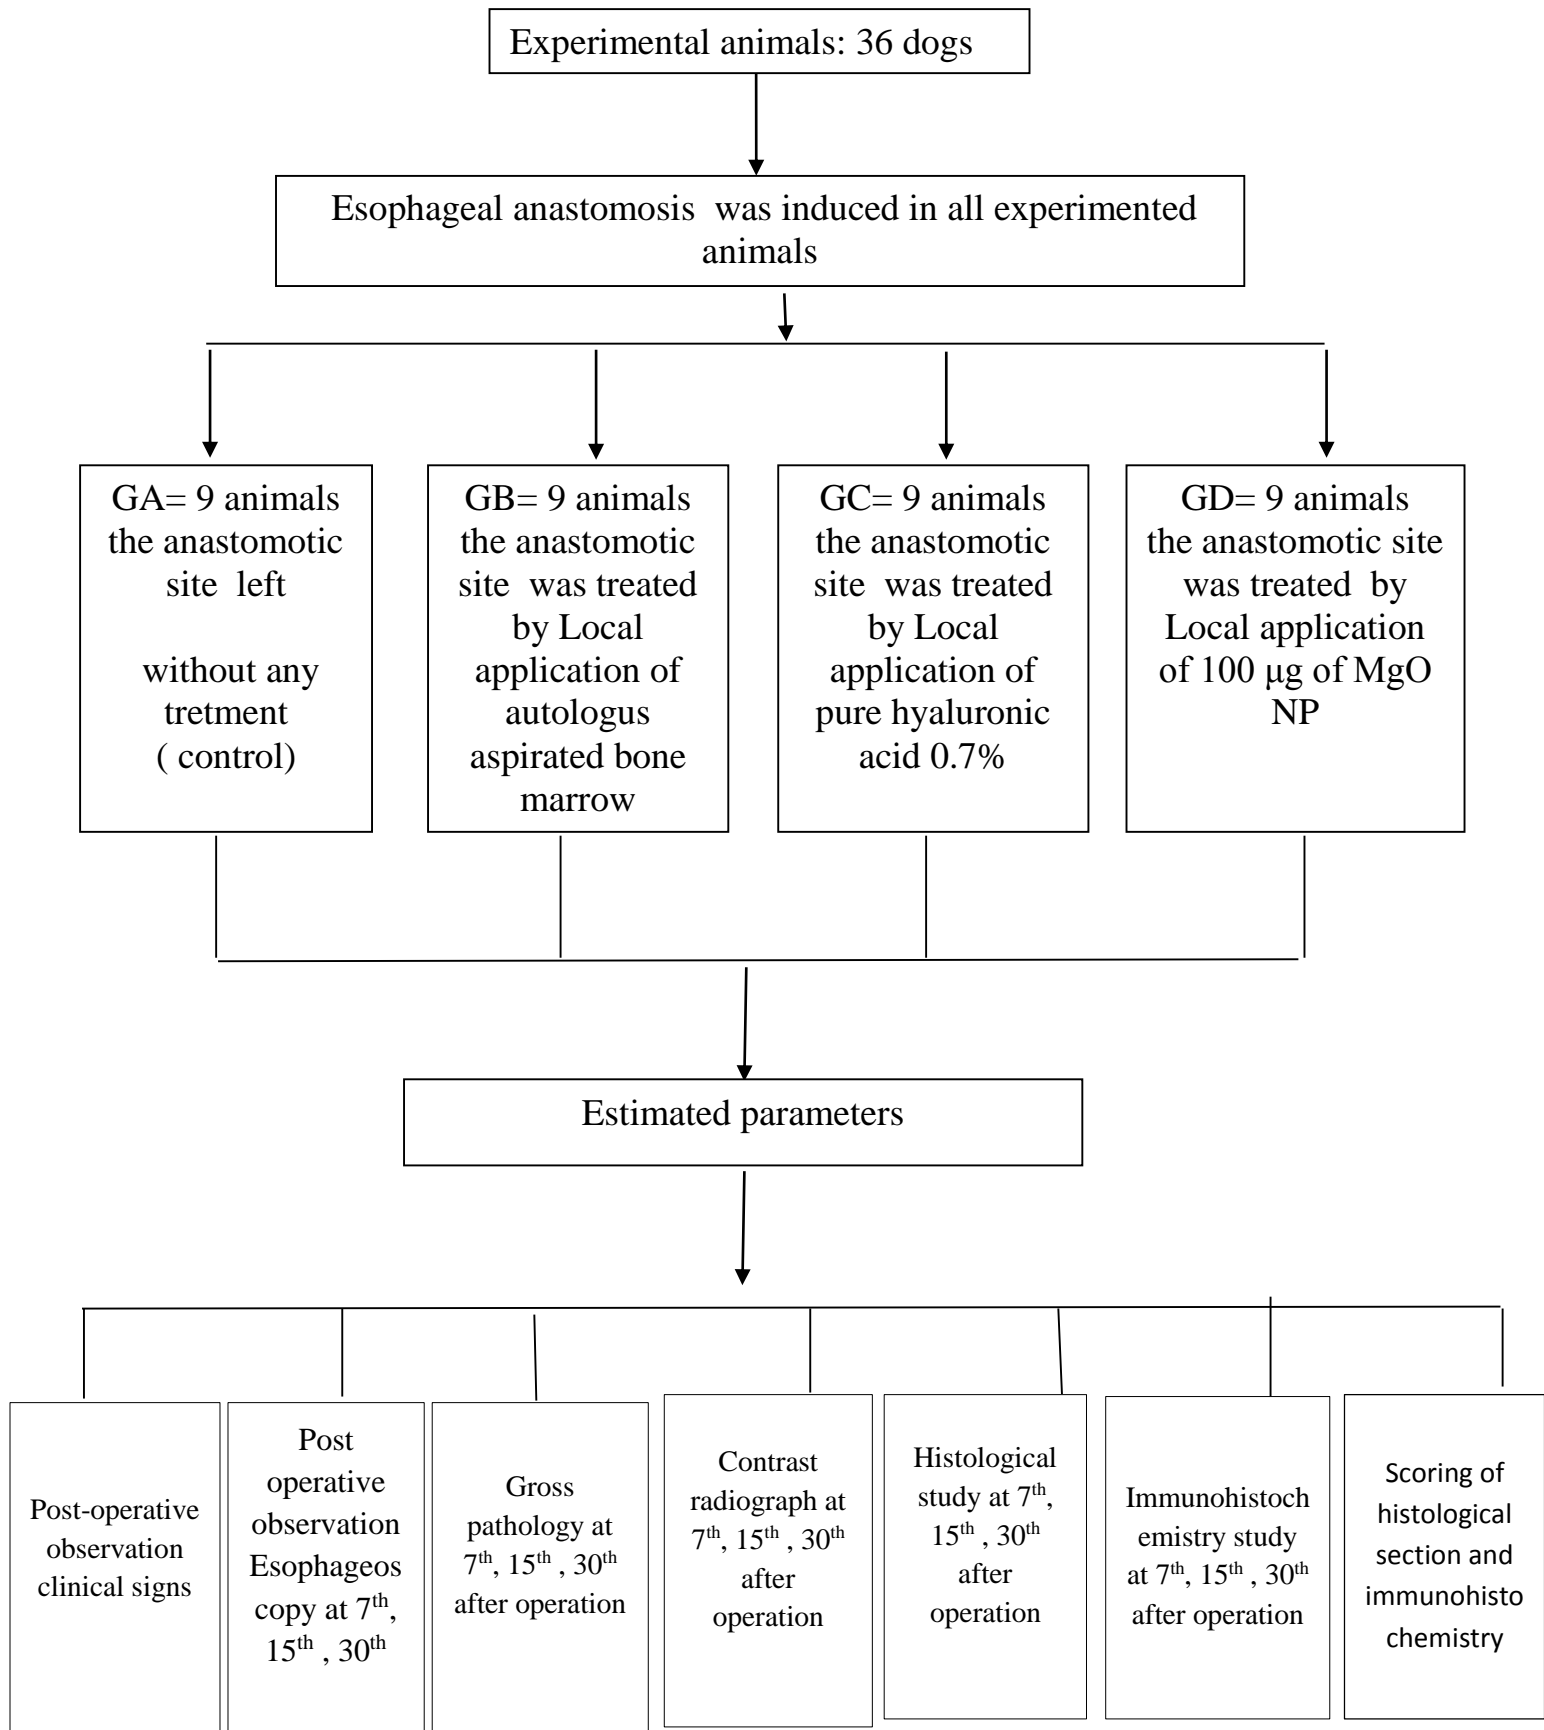 Experimental animals: 36 dogs
Esophageal anastomosis was induced in all experimented
animals
GA= 9 animals
the anastomotic
site left
without any
tretment
( control)
GB= 9 animals
the anastomotic
site was treated
by Local
application of
autologus
aspirated bone
marrow
GC= 9 animals
the anastomotic
site was treated
by Local
application of
pure hyaluronic
acid 0.7%
GD= 9 animals
the anastomotic site
was treated by
Local application
of 100 µg of MgO
NP
Estimated parameters
Post-operative
observation
clinical signs
Post
operative
observation
Esophageos
copy at 7th,
15th , 30th
Gross
pathology at
7th, 15th , 30th
after operation
Contrast
radiograph at
7th, 15th , 30th
after
operation
Histological
study at 7th,
15th , 30th
after
operation
Immunohistoch
emistry study
at 7th, 15th , 30th
after operation
Scoring of
histological
section and
immunohisto
chemistry